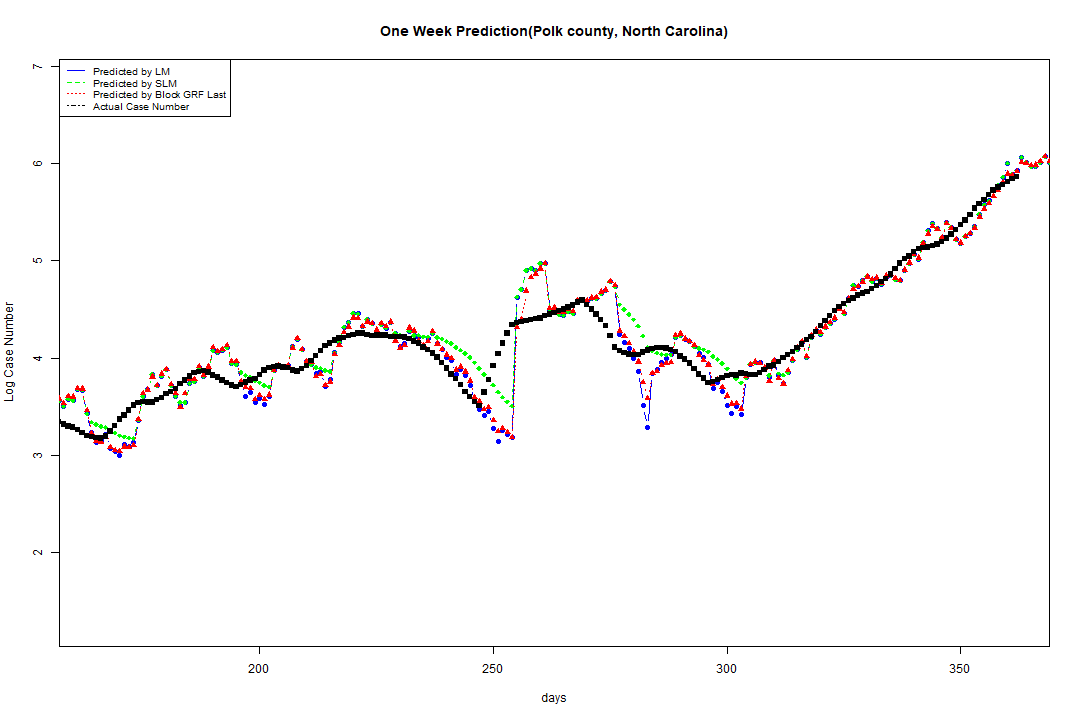 One Week Prediction(Polk county, North Carolina)
Predicted by LM
Predicted by SLM
Predicted by Block GRF Last
Actual Case Number
7
6
5
4
3
2
Log Case Number
200 250 300 350
days